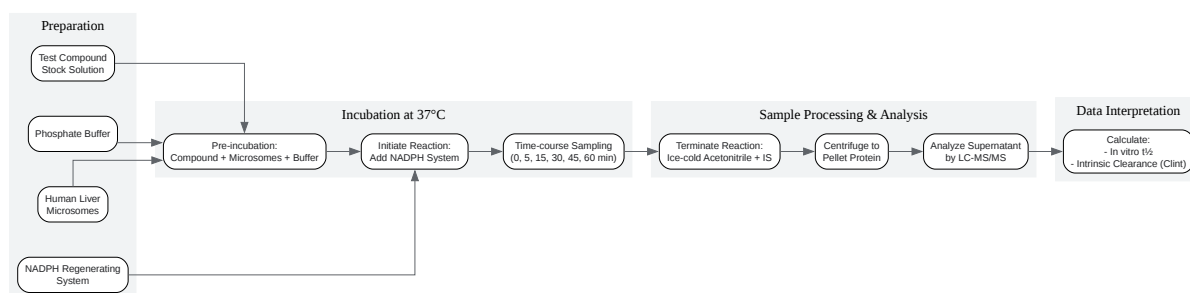 Preparation
Test Compound
Stock Solution
Phosphate Buffer
Human Liver
Microsomes
NADPH Regenerating
System
Incubation at 37°C
Pre-incubation:
Compound + Microsomes + Buffer
Initiate Reaction:
Add NADPH System
Time-course Sampling
(0, 5, 15, 30, 45, 60 min)
Sample Processing & Analysis
Terminate Reaction:
Ice-cold Acetonitrile + IS
Centrifuge to
Pellet Protein
Analyze Supernatant
by LC-MS/MS
Data Interpretation
Calculate:
- In vitro t½
- Intrinsic Clearance (Clint)